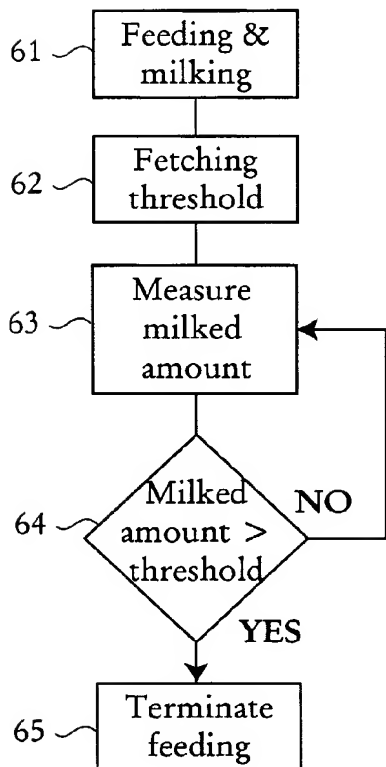 61
Feeding &
milking
62
Fetching
threshold
63
Measure
milked
amount
64
Milked
amount >
threshold
NO
YES
65
Terminate
feeding